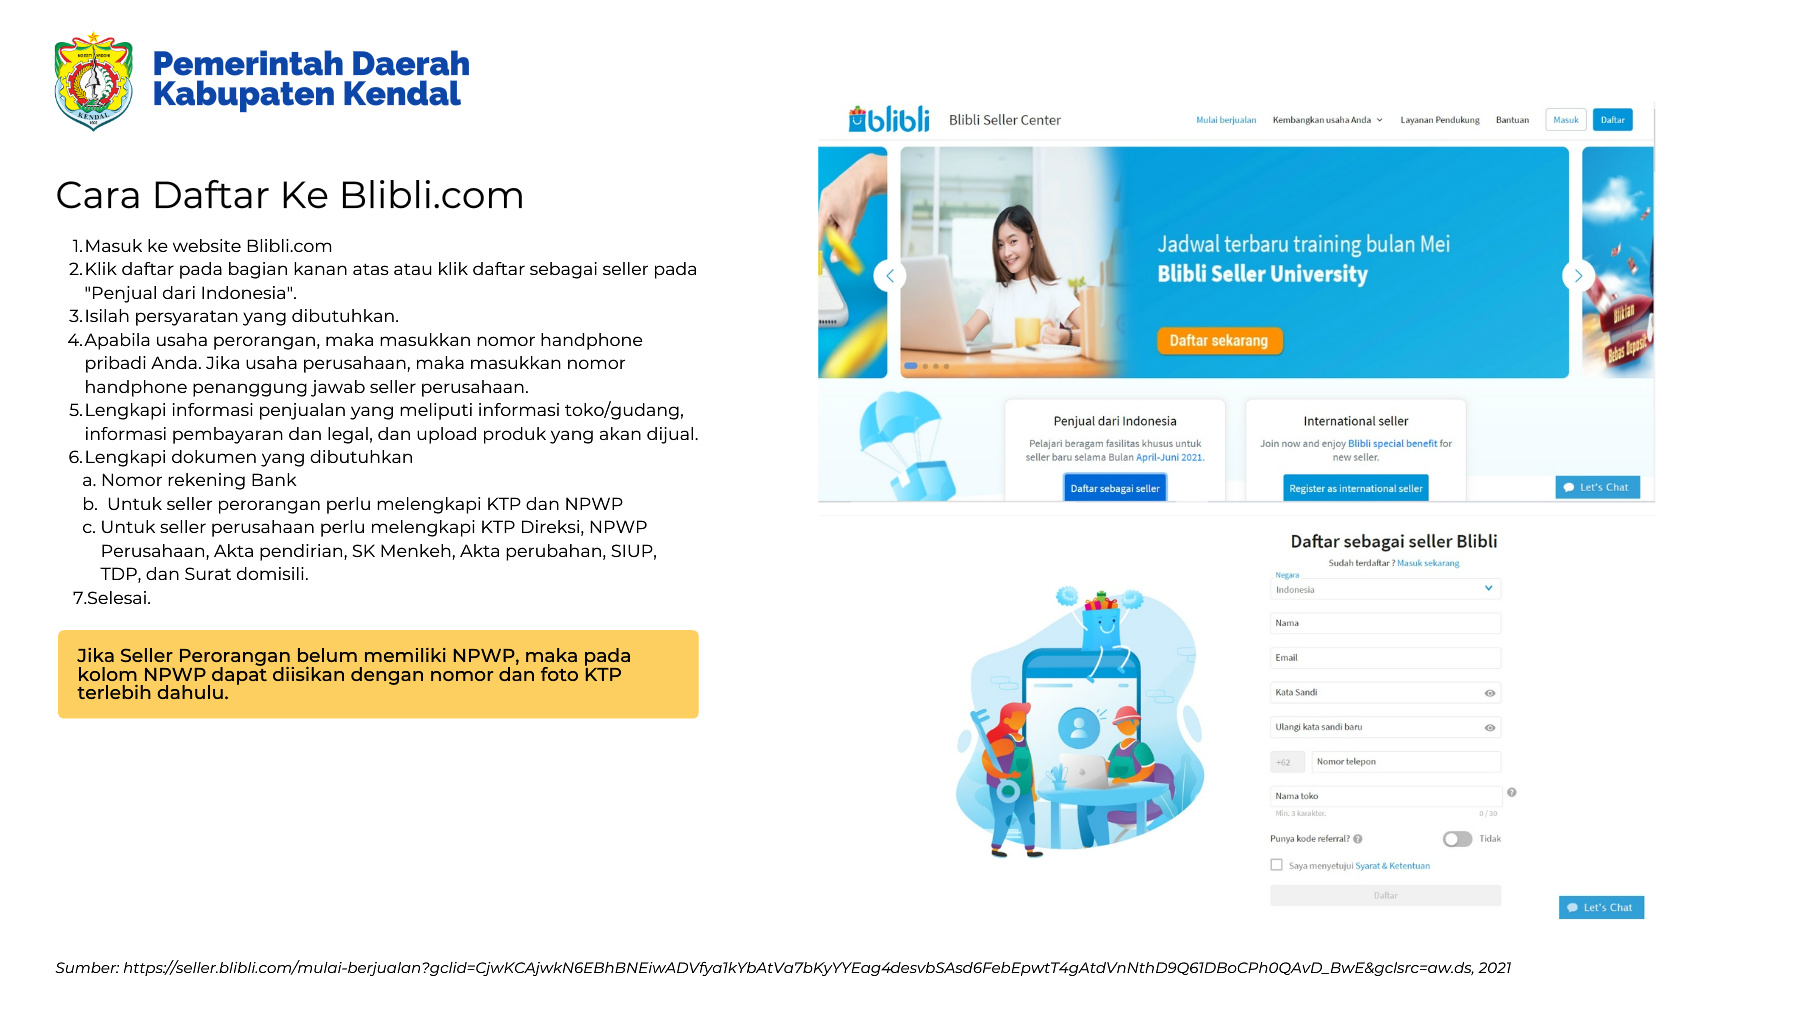 Pemerintah Daerah
Kabupaten Kendal
KENDAL
Cara Daftar Ke Blibli.com
1. Masuk ke website Blibli.com
2. Klik daftar pada bagian kanan atas atau klik daftar sebagai seller pada
"Penjual dari Indonesia".
3. Isilah persyaratan yang dibutuhkan.
4. Apabila usaha perorangan, maka masukkan nomor handphone
pribadi Anda. Jika usaha perusahaan, maka masukkan nomor
handphone penanggung jawab seller perusahaan.
5. Lengkapi informasi penjualan yang meliputi informasi toko/gudang,
informasi pembayaran dan legal, dan upload produk yang akan dijual.
6. Lengkapi dokumen yang dibutuhkan
a. Nomor rekening Bank
b. Untuk seller perorangan perlu melengkapi KTP dan NPWP
c. Untuk seller perusahaan perlu melengkapi KTP Direksi, NPWP
Perusahaan, Akta pendirian, SK Menkeh, Akta perubahan, SIUP,
TDP, dan Surat domisili.
7. Selesai.
Jika Seller Perorangan belum memiliki NPWP, maka pada
kolom NPWP dapat diisikan dengan nomor dan foto KTP
terlebih dahulu.
blibli Blibli Seller Center Mulai berjualan Kembangkan usaha Anda Layanan Pendukung Bantuan Masuk Daftar
Jadwal terbaru training bulan Mei
Blibli Seller University
Daftar sekarang
Bliklan
Bebas Deposit
Penjual dari Indonesia
Pelajari beragam fasilitas khusus untuk
seller baru selama Bulan April-Juni 2021.
Daftar sebagai seller
International seller
Join now and enjoy Blibli special benefit for
new seller.
Register as international seller
Let's Chat
Daftar sebagai seller Blibli
Sudah terdaftar ? Masuk sekarang
Negara
Indonesia
Nama
Email
Kata Sandi
Ulangi kata sandi baru
+62 Nomor telepon
Nama toko
Min. 3 karakter. 0 / 30
Punya kode referral? Tidak
Saya menyetujui Syarat & Ketentuan
Daftar
Let's Chat
Sumber: https://seller.blibli.com/mulai-berjualan?gclid=CjwKCAjwkN6EBhBNEiwADVfya1kYbAtVa7bKyYYEag4desvbSAsd6FebEpwtT4gAtdVnNthD9Q61DBoCPh0QAvD_BwE&gclsrc=aw.ds, 2021